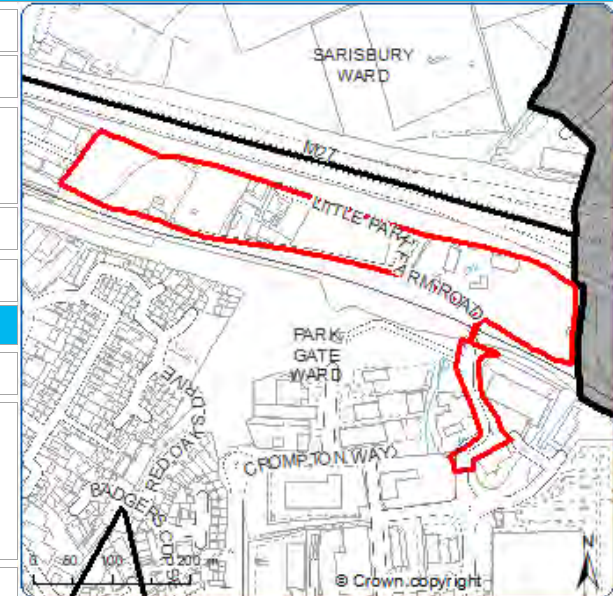 SARISBURY
WARD
M27
LITTLE PARK FARM ROAD
PARK
GATE
WARD
RED OAKS DRIVE
CROMPTON WAY
BADGERS COPSE
0 50 100 200 m
N
© Crown copyright